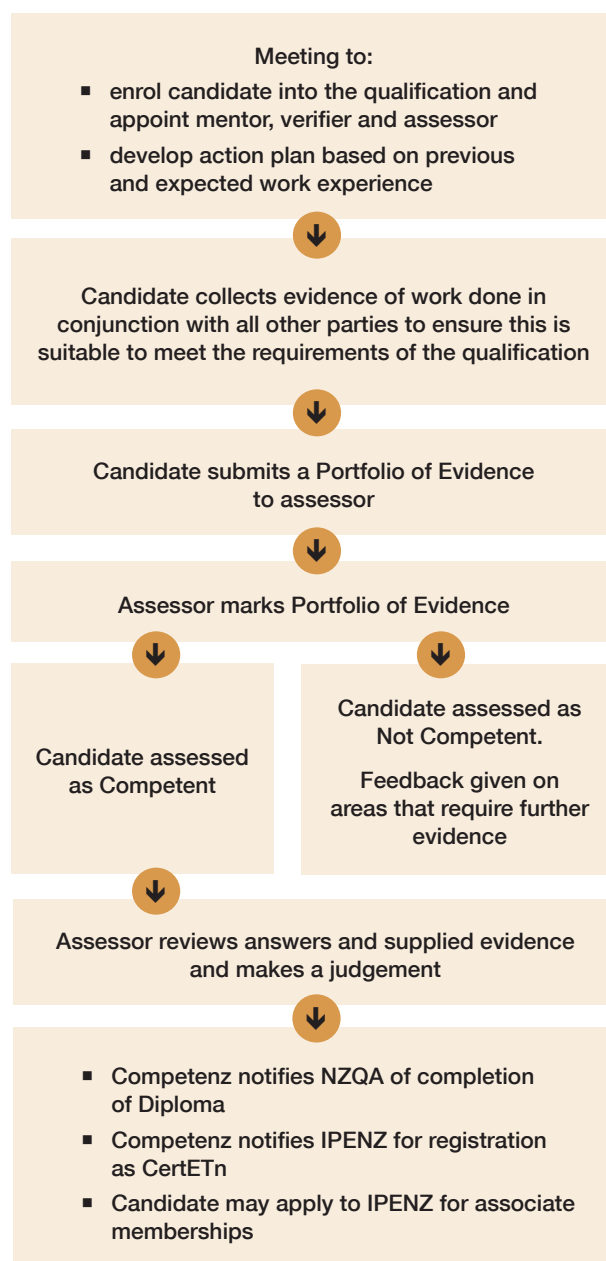 Meeting to:
▪ enrol candidate into the qualification and
appoint mentor, verifier and assessor
▪ develop action plan based on previous
and expected work experience
Candidate collects evidence of work done in
conjunction with all other parties to ensure this is
suitable to meet the requirements of the qualification
Candidate submits a Portfolio of Evidence
to assessor
Assessor marks Portfolio of Evidence
Candidate assessed
as Competent
Candidate assessed as
Not Competent.
Feedback given on
areas that require further
evidence
Assessor reviews answers and supplied evidence
and makes a judgement
▪ Competenz notifies NZQA of completion
of Diploma
▪ Competenz notifies IPENZ for registration
as CertETn
▪ Candidate may apply to IPENZ for associate
memberships